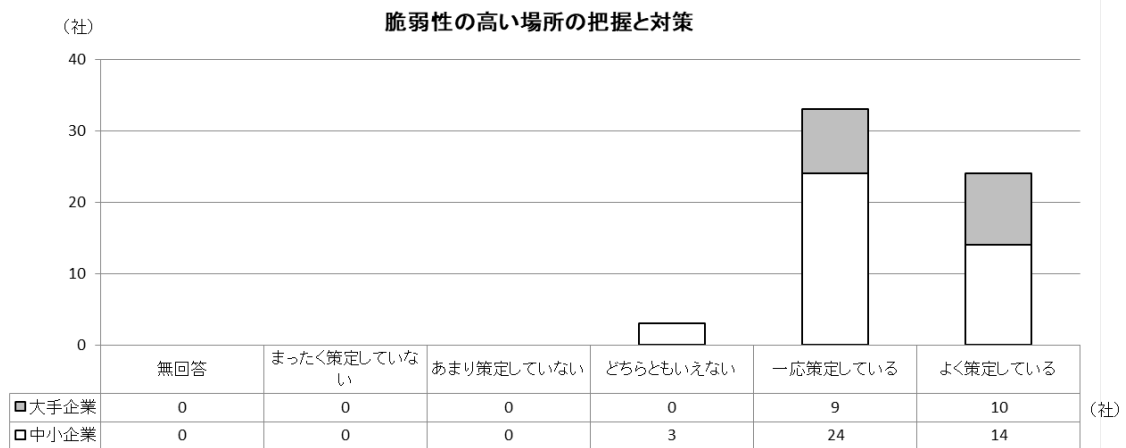 脆弱性の高い場所の把握と対策
（社）
40
30
20
10
0
無回答 まったく策定していな い あまり策定していない どちらともいえない 一応策定している よく策定している
大手企業 0 0 0 0 9 10 （社）
中小企業 0 0 0 3 24 14